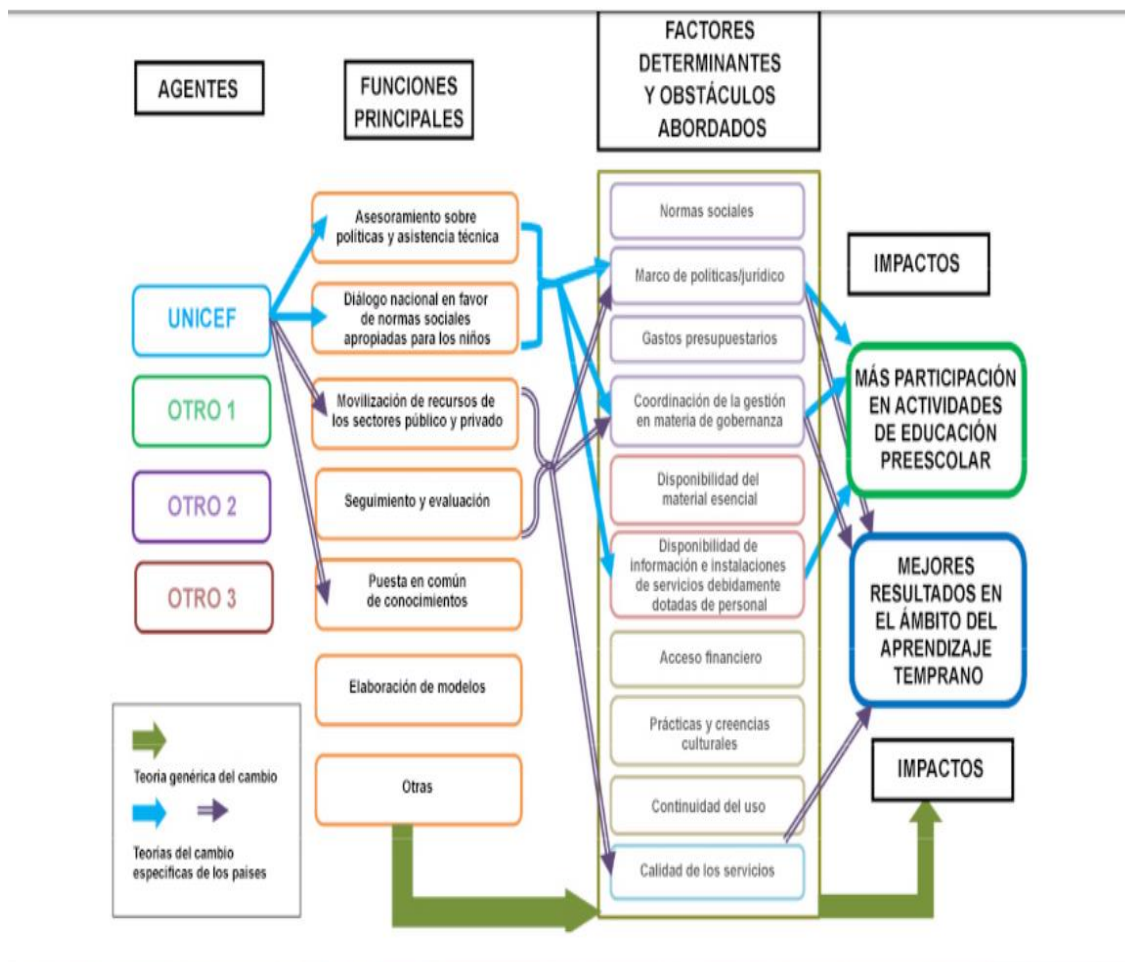 AGENTES
FUNCIONES
PRINCIPALES
FACTORES
DETERMINANTES
Y OBSTÁCULOS
ABORDADOS
UNICEF
OTRO 1
OTRO 2
OTRO 3
Asesoramiento sobre
políticas y asistencia técnica
Diálogo nacional en favor
de normas sociales
apropiadas para los niños
Movilización de recursos de
los sectores público y privado
Seguimiento y evaluación
Puesta en común
de conocimientos
Elaboración de modelos
Otras
Normas sociales
Marco de políticas/jurídico
Gastos presupuestarios
Coordinación de la gestión
en materia de gobernanza
Disponibilidad del
material esencial
Disponibilidad de
información e instalaciones
de servicios debidamente
dotadas de personal
Acceso financiero
Prácticas y creencias
culturales
Continuidad del uso
Calidad de los servicios
IMPACTOS
MÁS PARTICIPACIÓN
EN ACTIVIDADES
DE EDUCACIÓN
PREESCOLAR
MEJORES
RESULTADOS EN
EL ÁMBITO DEL
APRENDIZAJE
TEMPRANO
IMPACTOS
Teoría genérica del cambio
Teorías del cambio
específicas de los países